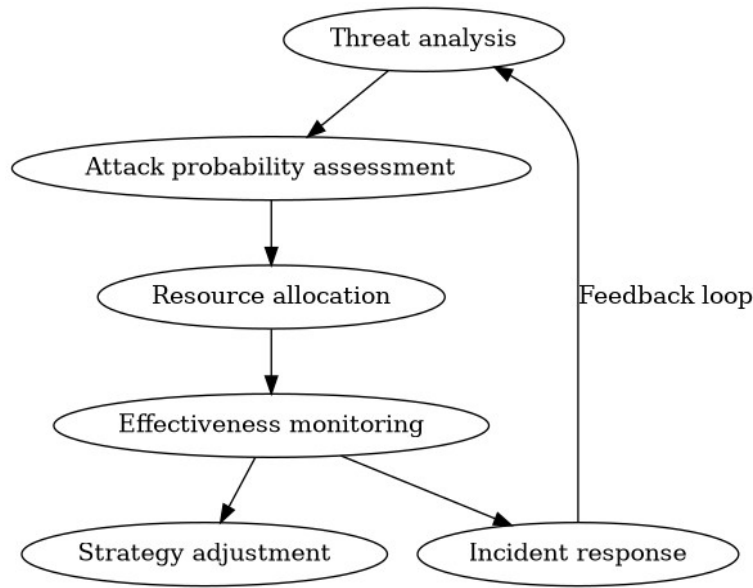 Threat analysis
Attack probability assessment
Resource allocation
Feedback loop
Effectiveness monitoring
Strategy adjustment
Incident response